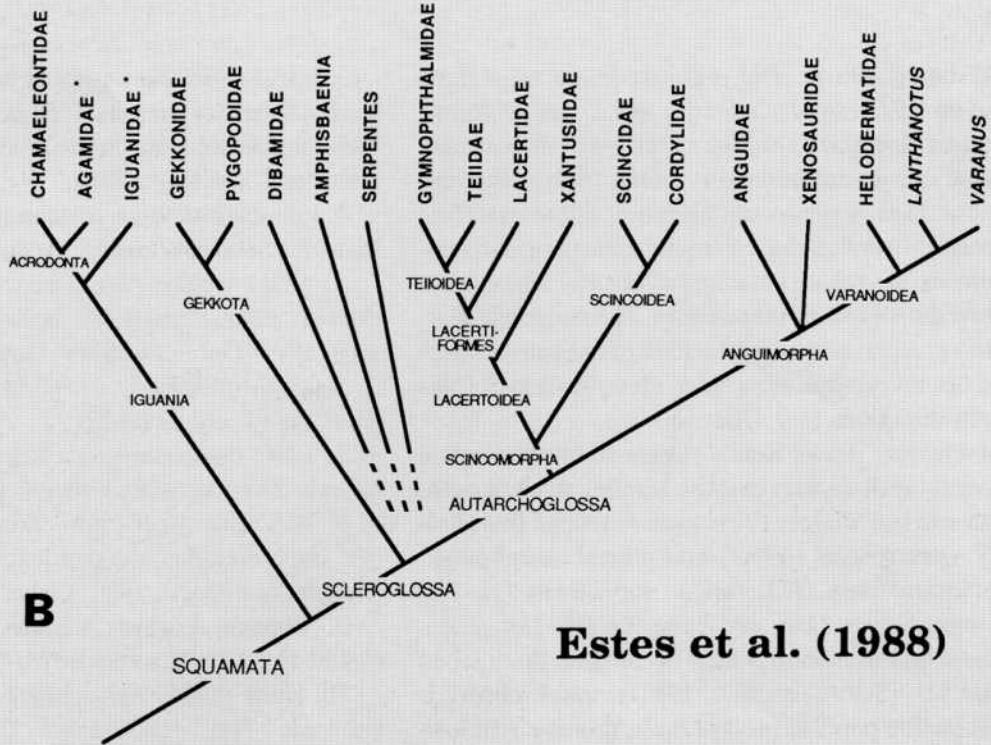 CHAMAELEONTIDAE
AGAMIDAE*
IGUANIDAE*
GEKKONIDAE
PYGOPODIDAE
DIBAMIDAE
AMPHISBAENIA
SERPENTES
GYMNOPHTHALMIDAE
TEIIDAE
LACERTIDAE
XANTUSIIDAE
SCINCIDAE
CORDYLIDAE
ANGUIDAE
XENOSAURIDAE
HELODERMATIDAE
LANTHANOTUS
VARANUS
ACRODONTA
GEKKOTA
TEIIOIDEA
SCINCOIDEA
VARANOIDEA
LACERTI-
FORMES
ANGUIMORPHA
IGUANIA
LACERTOIDEA
SCINCOMORPHA
AUTARCHOGLOSSA
SCLEROGLOSSA
B
Estes et al. (1988)
SQUAMATA